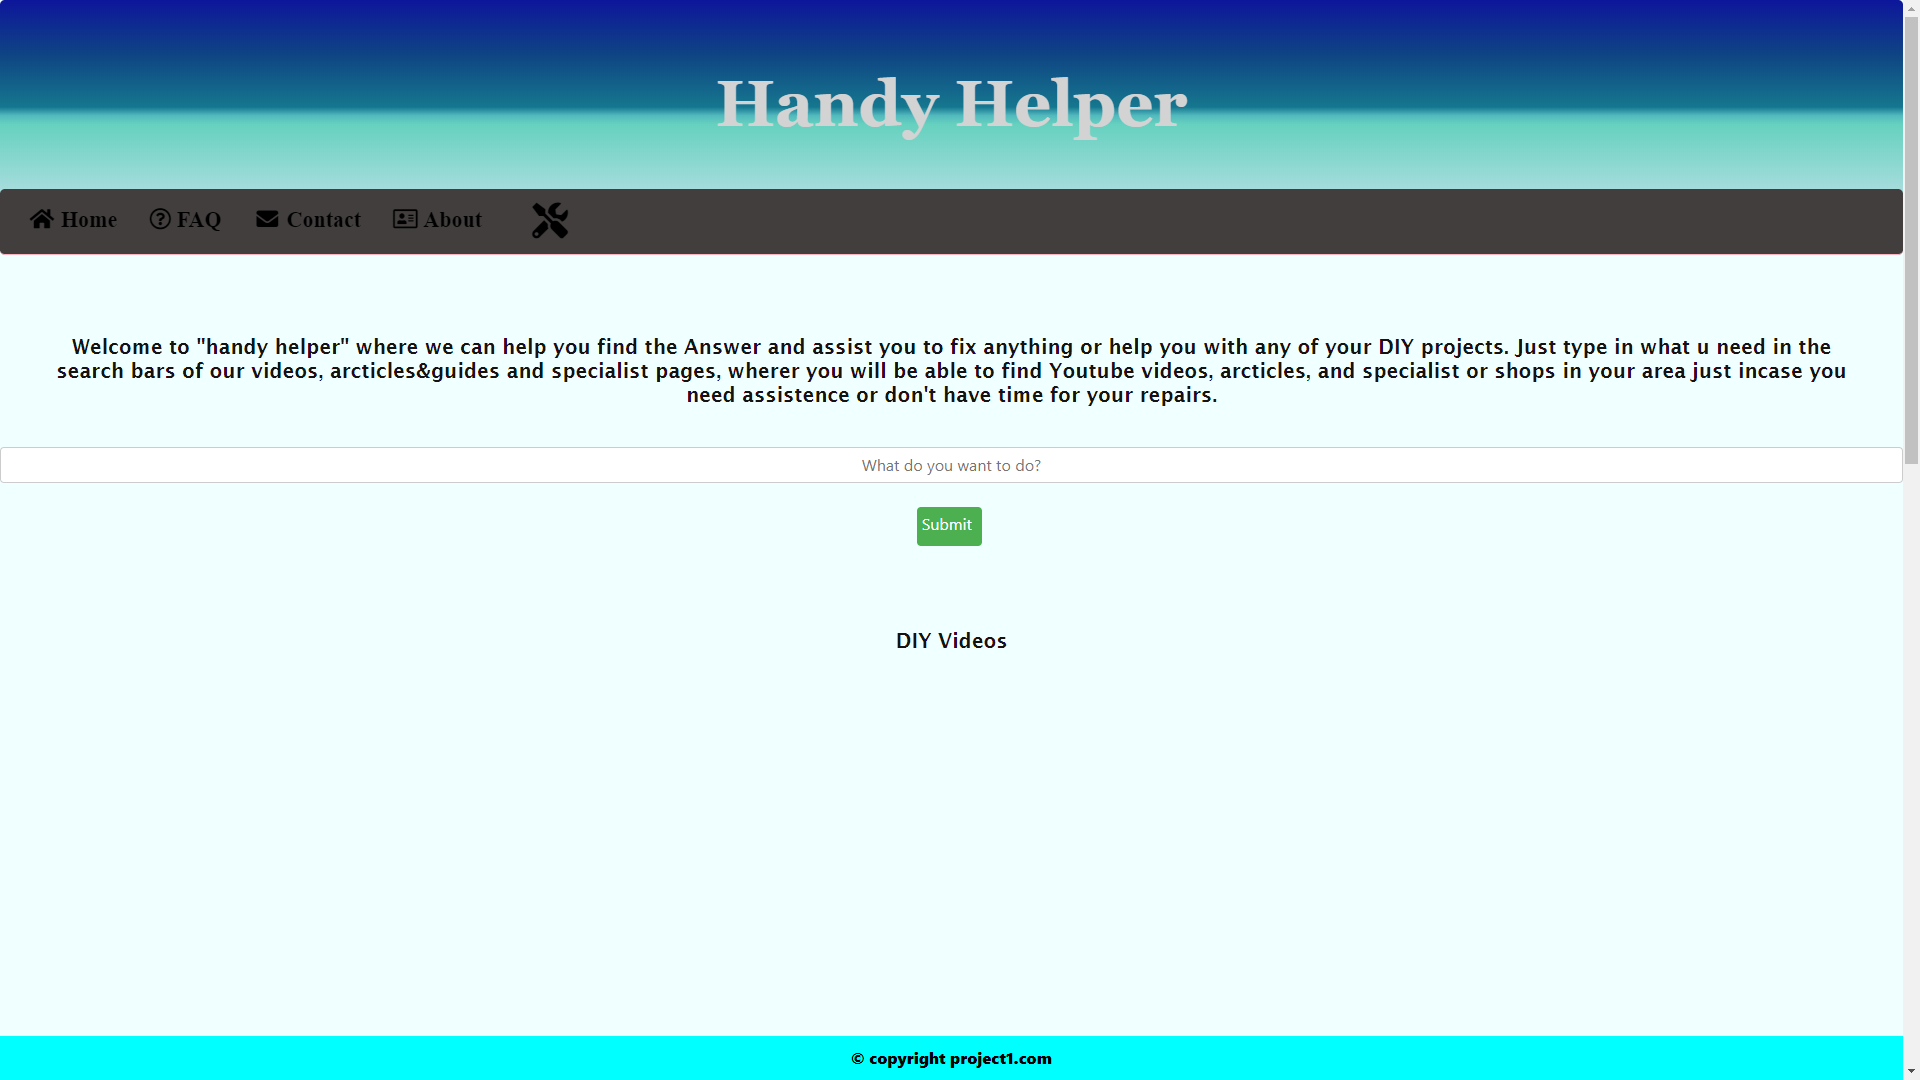 Handy Helper
Home FAQ Contact About
Welcome to "handy helper" where we can help you find the Answer and assist you to fix anything or help you with any of your DIY projects. Just type in what u need in the
search bars of our videos, arcticles&guides and specialist pages, wherer you will be able to find Youtube videos, arcticles, and specialist or shops in your area just incase you
need assistence or don't have time for your repairs.
What do you want to do?
Submit
DIY Videos
© copyright project1.com